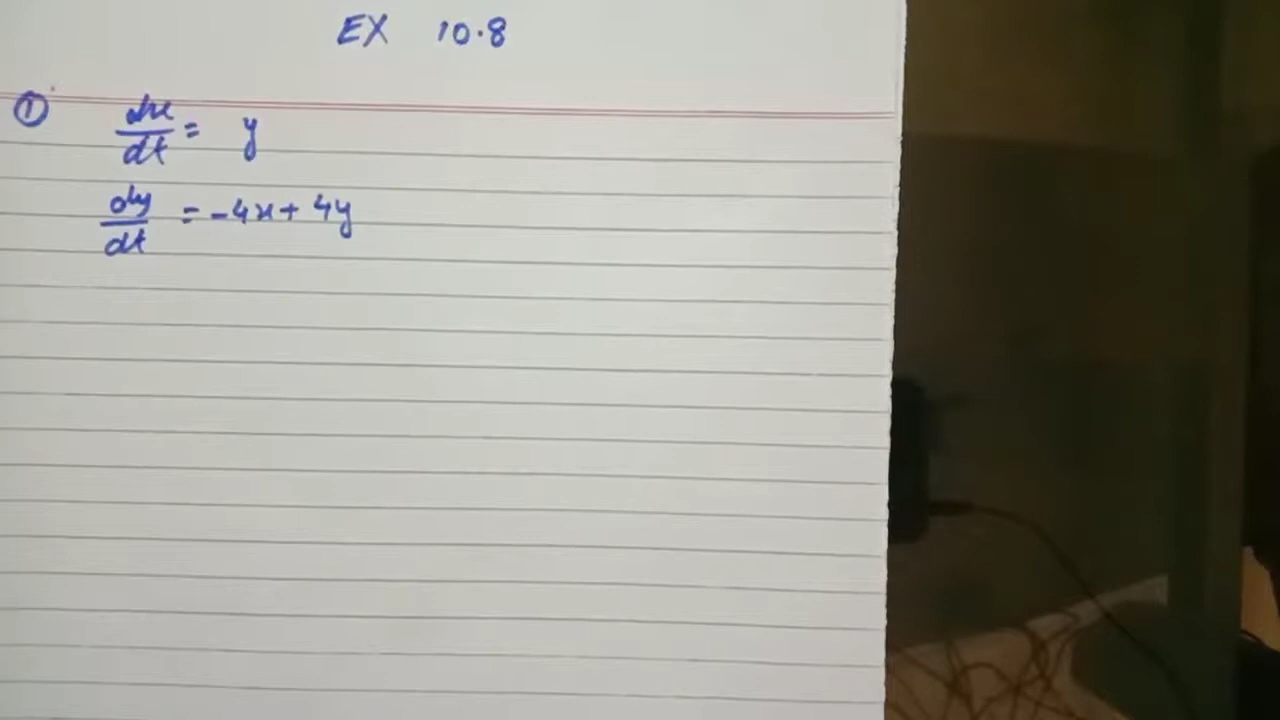 EX 10.8
① dx/dt = y
dy/dt = -4x + 4y